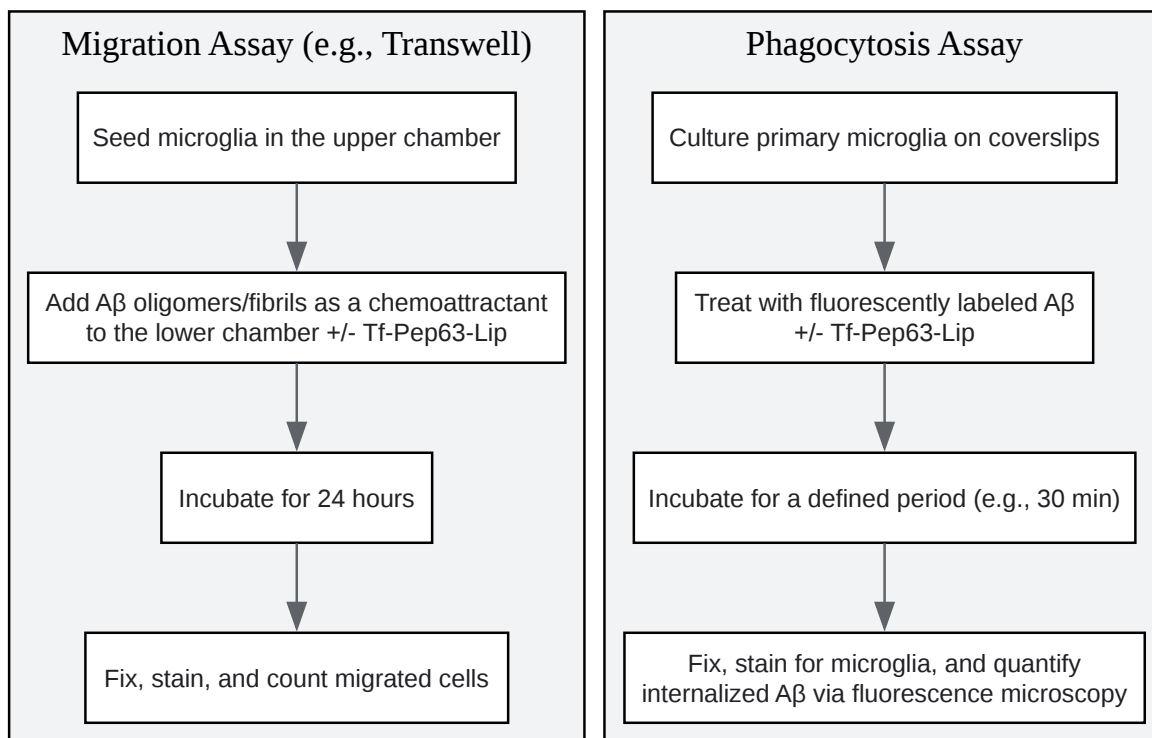 Migration Assay (e.g., Transwell)
Seed microglia in the upper chamber
Add Aβ oligomers/fibrils as a chemoattractant
to the lower chamber +/- Tf-Pep63-Lip
Incubate for 24 hours
Fix, stain, and count migrated cells
Phagocytosis Assay
Culture primary microglia on coverslips
Treat with fluorescently labeled Aβ
+/- Tf-Pep63-Lip
Incubate for a defined period (e.g., 30 min)
Fix, stain for microglia, and quantify
internalized Aβ via fluorescence microscopy